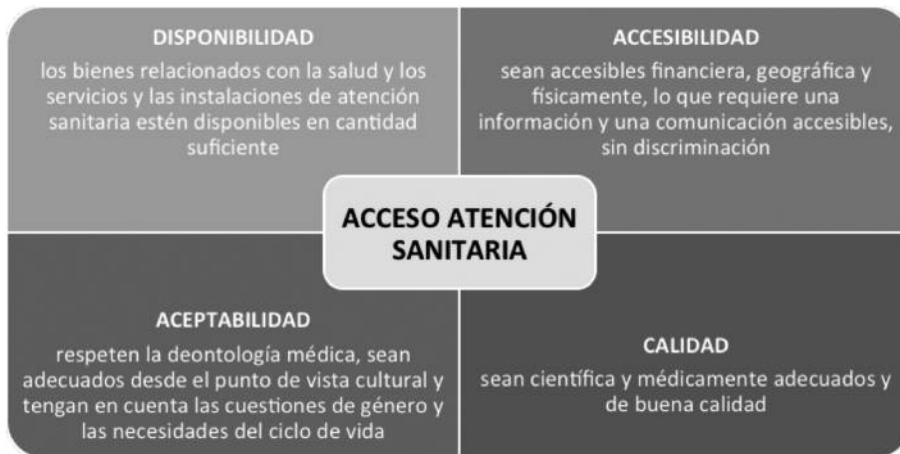 DISPONIBILIDAD
los bienes relacionados con la salud y los
servicios y las instalaciones de atención
sanitaria estén disponibles en cantidad
suficiente
ACCESIBILIDAD
sean accesibles financiera, geográfica y
físicamente, lo que requiere una
información y una comunicación accesibles,
sin discriminación
ACCESO ATENCIÓN
SANITARIA
ACEPTABILIDAD
respeten la deontología médica, sean
adecuados desde el punto de vista cultural y
tengan en cuenta las cuestiones de género y
las necesidades del ciclo de vida
CALIDAD
sean científica y médicamente adecuados y
de buena calidad